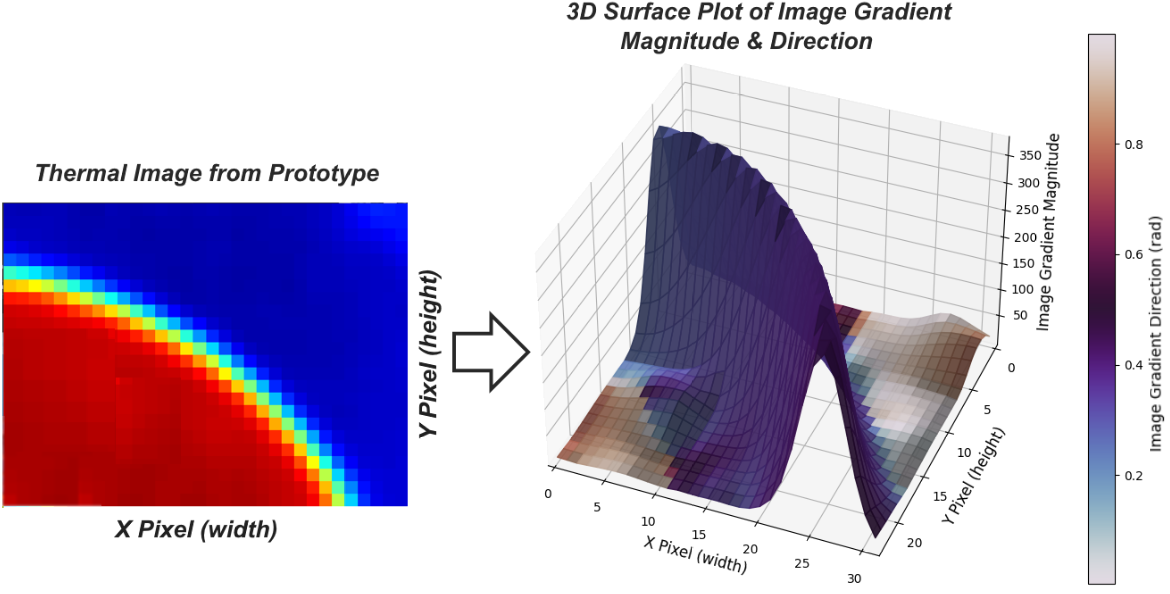 3D Surface Plot of Image Gradient
Magnitude & Direction
Thermal Image from Prototype
Y Pixel (height)
X Pixel (width)
350
300
250
200
150
100
50
Image Gradient Magnitude
0
5
10
15
20
Y Pixel (height)
0
5
10
15
20
25
30
X Pixel (width)
0.8
0.6
0.4
0.2
Image Gradient Direction (rad)